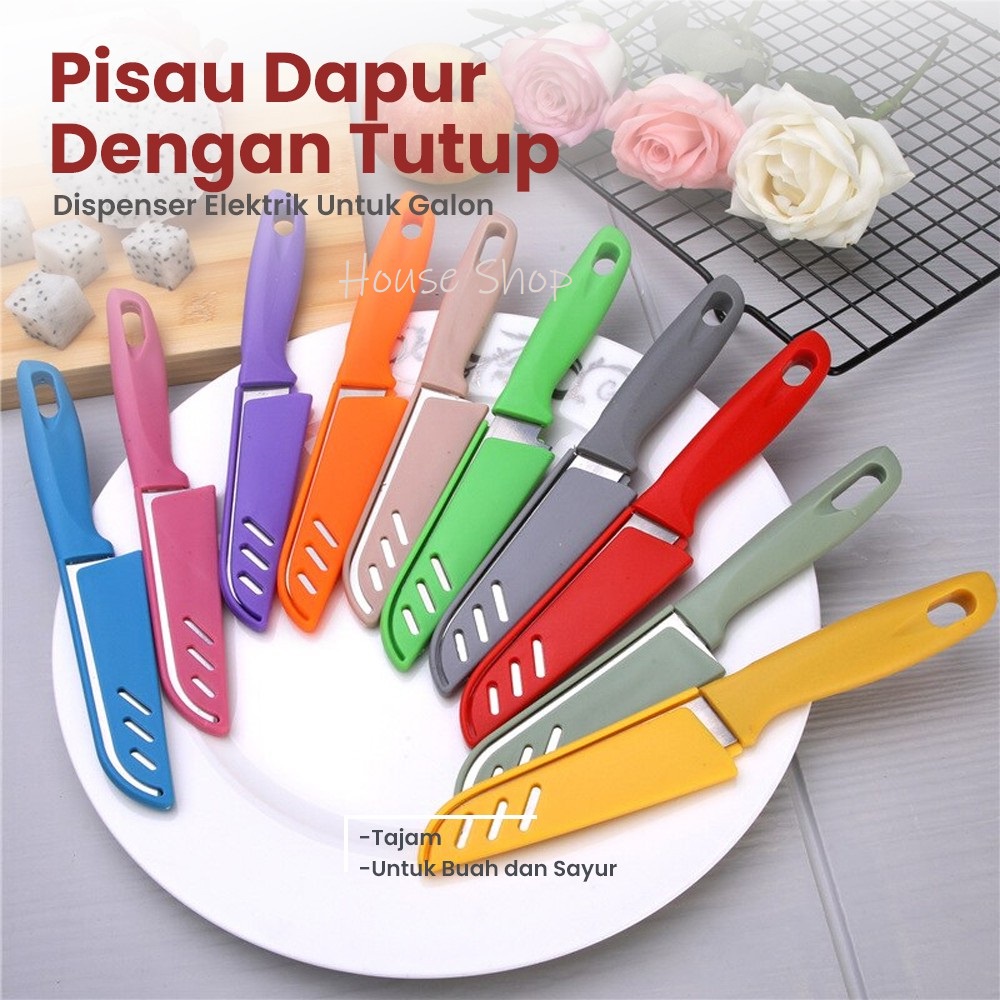 Pisau Dapur
Dengan Tutup
Dispenser Elektrik Untuk Galon
House Shop
-Tajam
-Untuk Buah dan Sayur